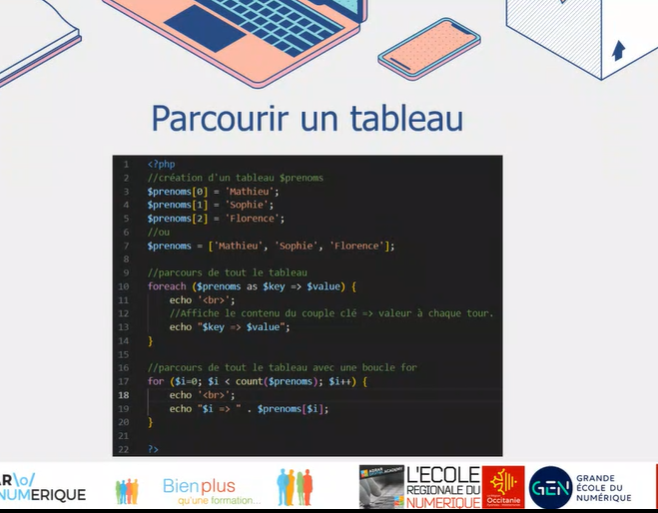 Parcourir un tableau
1 <?php
2 //création d'un tableau $prenoms
3 $prenoms[0] = 'Mathieu';
4 $prenoms[1] = 'Sophie';
5 $prenoms[2] = 'Florence';
6 //ou
7 $prenoms = ['Mathieu', 'Sophie', 'Florence'];
8
9 //parcours de tout le tableau
10 foreach ($prenoms as $key => $value) {
11 echo '<br>';
12 //Affiche le contenu du couple clé => valeur à chaque tour.
13 echo "$key => $value";
14 }
15
16 //parcours de tout le tableau avec une boucle for
17 for ($i=0; $i < count($prenoms); $i++) {
18 echo '<br>';
19 echo "$i => " . $prenoms[$i];
20 }
21
22 ?>
AR\o/
NUMERIQUE
Bien plus
qu'une formation...
L'ECOLE
REGIONALE DU
NUMERIQUE
Occitanie
GEN
GRANDE
ÉCOLE DU
NUMÉRIQUE